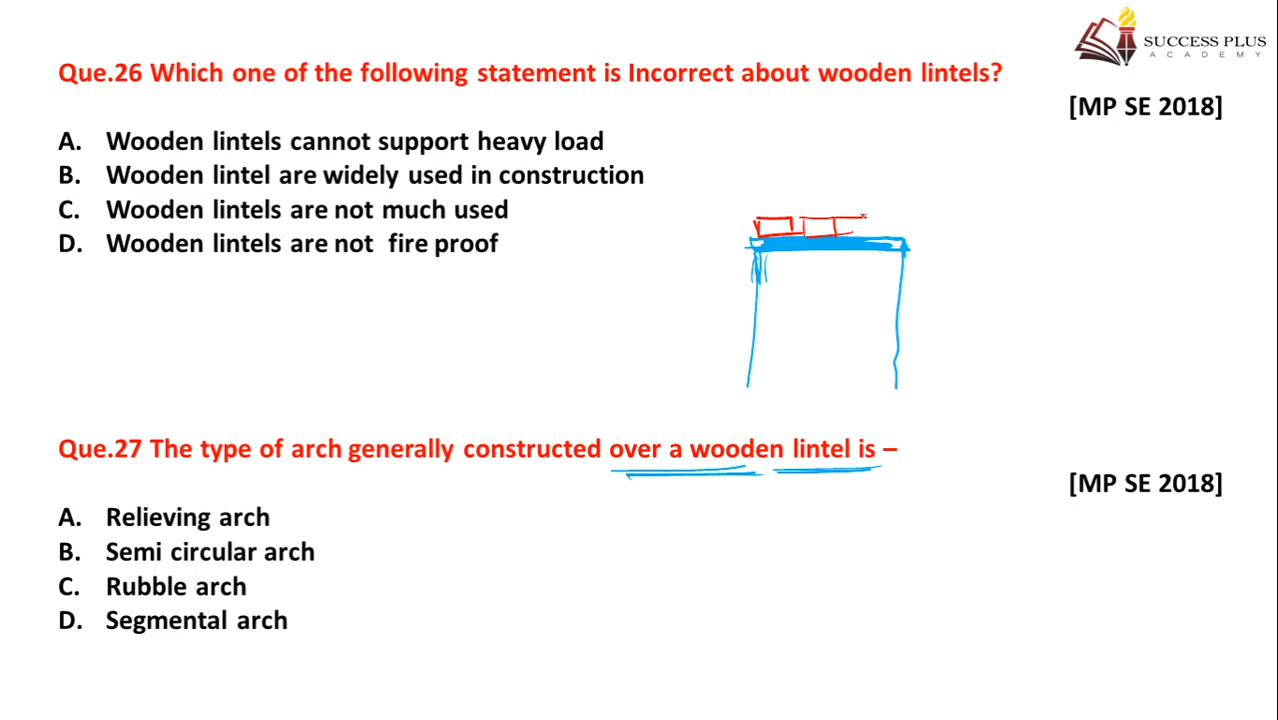 SUCCESS PLUS
ACADEMY
Que.26 Which one of the following statement is Incorrect about wooden lintels?
[MP SE 2018]
A. Wooden lintels cannot support heavy load
B. Wooden lintel are widely used in construction
C. Wooden lintels are not much used
D. Wooden lintels are not fire proof
Que.27 The type of arch generally constructed over a wooden lintel is –
[MP SE 2018]
A. Relieving arch
B. Semi circular arch
C. Rubble arch
D. Segmental arch